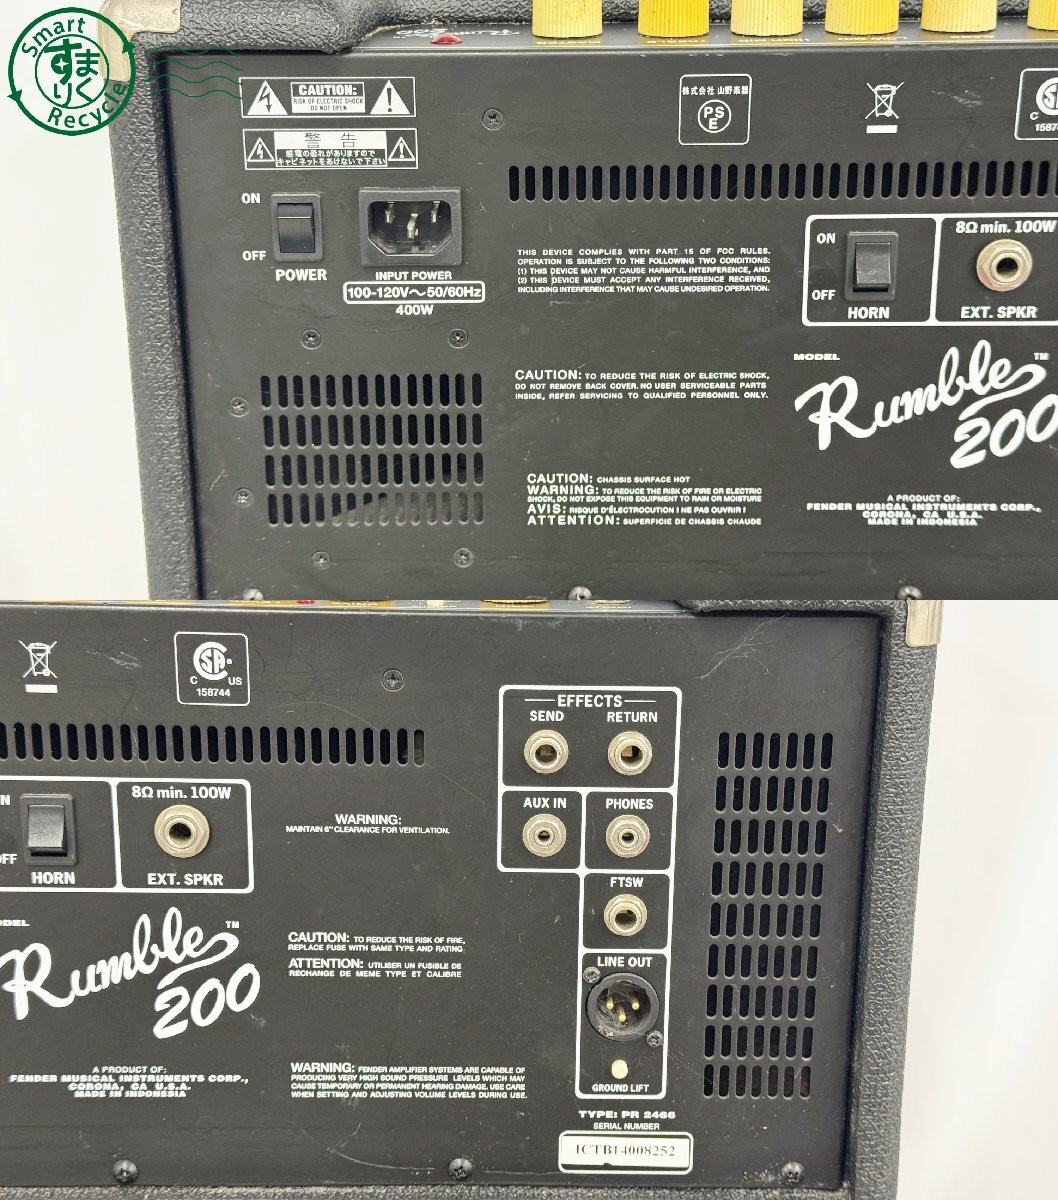 Smart
すまりく
Recycle
MASTER
CAUTION:
RISK OF ELECTRIC SHOCK
DO NOT OPEN
警 告
感電の恐れがありますので
キャビネットをあけないで下さい
株式会社 山野楽器
PS
E
C
SA
15874
ON
OFF
POWER
INPUT POWER
100-120V～50/60Hz
400W
THIS DEVICE COMPLIES WITH PART 15 OF FCC RULES.
OPERATION IS SUBJECT TO THE FOLLOWING TWO CONDITIONS:
(1) THIS DEVICE MAY NOT CAUSE HARMFUL INTERFERENCE, AND
(2) THIS DEVICE MUST ACCEPT ANY INTERFERENCE RECEIVED,
INCLUDING INTERFERENCE THAT MAY CAUSE UNDESIRED OPERATION.
ON
OFF
HORN
8Ω min. 100W
EXT. SPKR
CAUTION: TO REDUCE THE RISK OF ELECTRIC SHOCK,
DO NOT REMOVE BACK COVER. NO USER SERVICEABLE PARTS
INSIDE, REFER SERVICING TO QUALIFIED PERSONNEL ONLY.
MODEL
Rumble™
200
CAUTION: CHASSIS SURFACE HOT
WARNING: TO REDUCE THE RISK OF FIRE OR ELECTRIC
SHOCK, DO NOT EXPOSE THIS EQUIPMENT TO RAIN OR MOISTURE
AVIS: RISQUE D'ÉLECTROCUTION ! NE PAS OUVRIR !
ATTENTION: SUPERFICIE DE CHASSIS CHAUDE
A PRODUCT OF:
FENDER MUSICAL INSTRUMENTS CORP.,
CORONA, CA U.S.A.
MADE IN INDONESIA
C SA US
158744
EFFECTS
SEND RETURN
AUX IN PHONES
FTSW
LINE OUT
GROUND LIFT
N
OFF
HORN
8Ω min. 100W
EXT. SPKR
WARNING:
MAINTAIN 6" CLEARANCE FOR VENTILATION.
ODEL
Rumble™
200
CAUTION: TO REDUCE THE RISK OF FIRE,
REPLACE FUSE WITH SAME TYPE AND RATING
ATTENTION: UTILISER UN FUSIBLE DE
RECHANGE DE MEME TYPE ET CALIBRE
A PRODUCT OF:
FENDER MUSICAL INSTRUMENTS CORP.,
CORONA, CA U.S.A.
MADE IN INDONESIA
WARNING: FENDER AMPLIFIER SYSTEMS ARE CAPABLE OF
PRODUCING VERY HIGH SOUND PRESSURE LEVELS WHICH MAY
CAUSE TEMPORARY OR PERMANENT HEARING DAMAGE. USE CARE
WHEN SETTING AND ADJUSTING VOLUME LEVELS DURING USE.
TYPE: PR 2466
SERIAL NUMBER
ICTB14008252